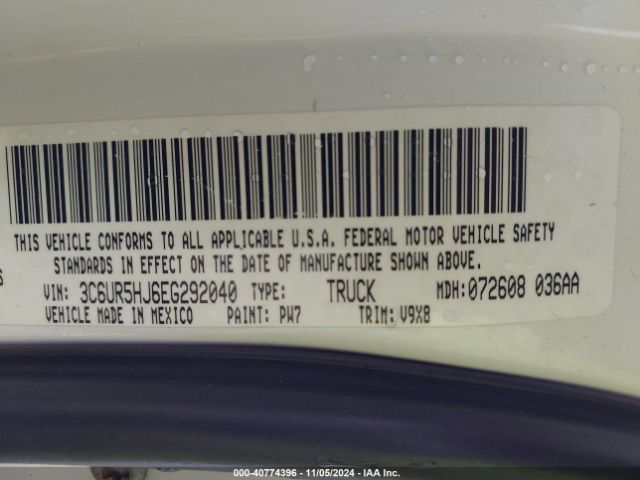 THIS VEHICLE CONFORMS TO ALL APPLICABLE U.S.A. FEDERAL MOTOR VEHICLE SAFETY
STANDARDS IN EFFECT ON THE DATE OF MANUFACTURE SHOWN ABOVE.
S
VIN: 3C6UR5HJ6EG292040 TYPE: TRUCK MDH: 072608 036AA
VEHICLE MADE IN MEXICO PAINT: PW7 TRIM: V9X8
000-40774396 - 11/05/2024 - IAA Inc.